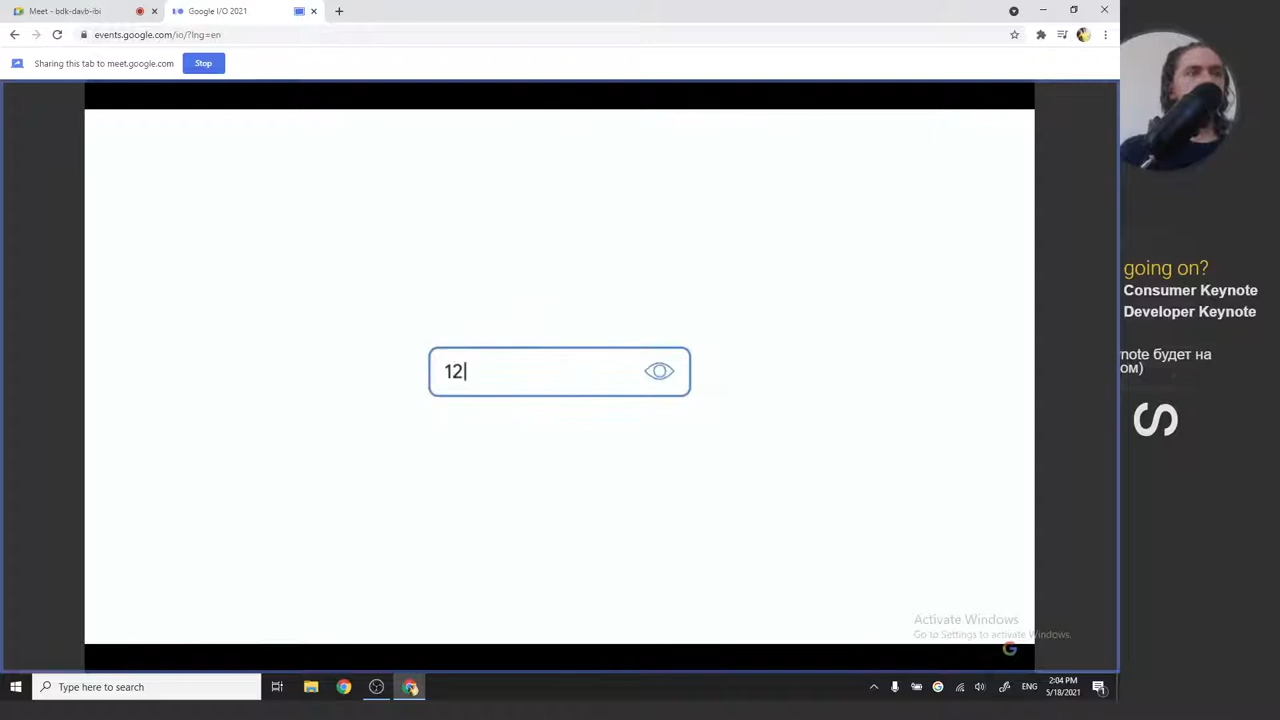 Meet - bdk-davb-ibi
Google I/O 2021
events.google.com/io/?lng=en
Sharing this tab to meet.google.com
Stop
going on?
Consumer Keynote
Developer Keynote
note будет на
ом)
S
12
Activate Windows
Go to Settings to activate Windows.
G
Type here to search
ENG
2:04 PM
5/18/2021
1